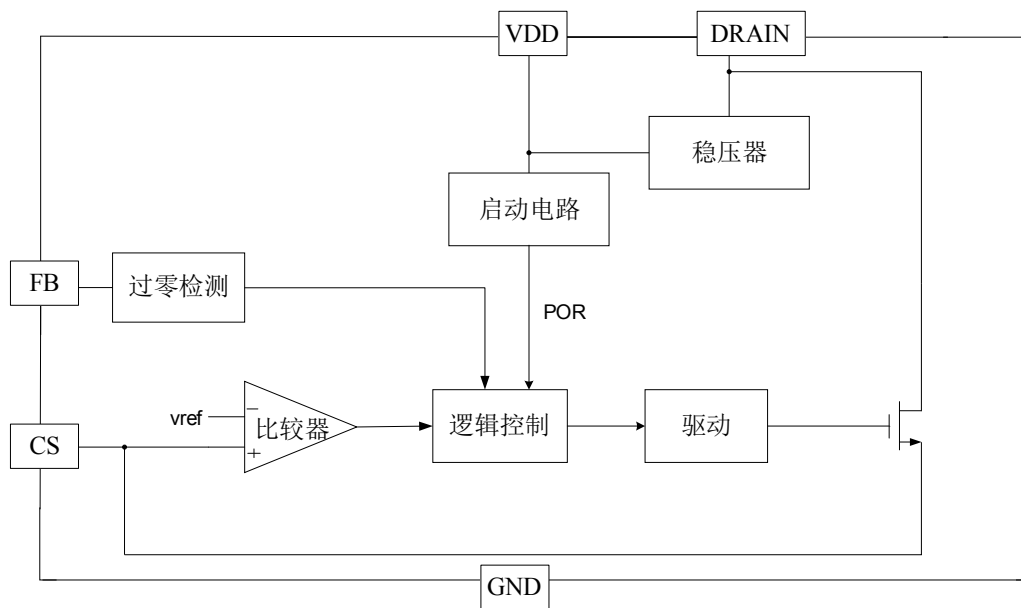 VDD
DRAIN
稳压器
启动电路
FB
过零检测
POR
vref
−
比较器
+
逻辑控制
驱动
CS
GND